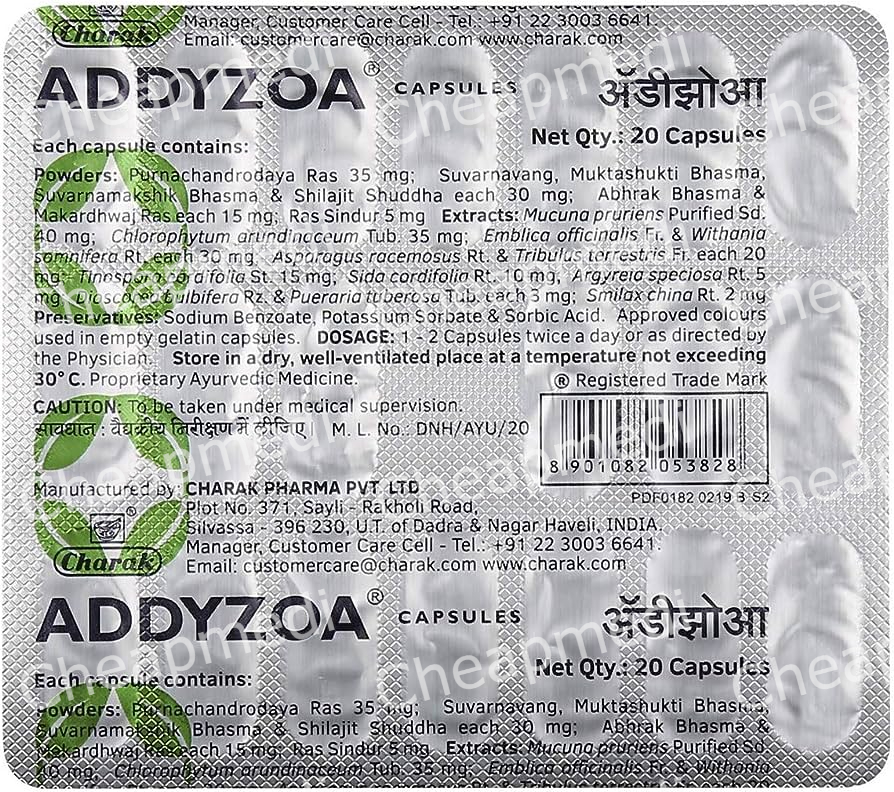 Charak
Manager, Customer Care Cell - Tel.: +91 22 3003 6641.
Email: customercare@charak.com www.charak.com
ADDYZOA® CAPSULES अ‍ॅडीझोआ
Net Qty.: 20 Capsules
Each capsule contains:
Powders: Purnachandrodaya Ras 35 mg; Suvarnavang, Muktashukti Bhasma,
Suvarnamakshik Bhasma & Shilajit Shuddha each 30 mg; Abhrak Bhasma &
Makardhwaj Ras each 15 mg; Ras Sindur 5 mg Extracts: Mucuna pruriens Purified Sd.
40 mg; Chlorophytum arundinaceum Tub. 35 mg; Emblica officinalis Fr. & Withania
somnifera Rt. each 30 mg. Asparagus racemosus Rt. & Tribulus terrestris Fr. each 20
mg; Tinospora cordifolia St. 15 mg; Sida cordifolia Rt. 10 mg, Argyreia speciosa Rt. 5
mg, Dioscorea bulbifera Rz. & Pueraria tuberosa Tub. each 3 mg; Smilax china Rt. 2 mg
Preservatives: Sodium Benzoate, Potassium Sorbate & Sorbic Acid. Approved colours
used in empty gelatin capsules. DOSAGE: 1 - 2 Capsules twice a day or as directed by
the Physician. Store in a dry, well-ventilated place at a temperature not exceeding
30°C. Proprietary Ayurvedic Medicine.
® Registered Trade Mark
CAUTION: To be taken under medical supervision.
सावधान : वैद्यकीय निरीक्षण में लीजिए। M. L. No.. DNH/AYU/20
8 901082 053828
PDF0182 0219 B S2
Manufactured by: CHARAK PHARMA PVT. LTD
Plot No. 371, Sayli - Rakholi Road,
Silvassa - 396 230, U.T. of Dadra & Nagar Haveli, INDIA.
Manager, Customer Care Cell - Tel.: +91 22 3003 6641.
Email: customercare@charak.com www.charak.com
Charak
ADDYZOA® CAPSULES अ‍ॅडीझोआ
Net Qty.: 20 Capsules
Each capsule contains:
Powders: Purnachandrodaya Ras 35 mg; Suvarnavang, Muktashukti Bhasma,
Suvarnamakshik Bhasma & Shilajit Shuddha each 30 mg; Abhrak Bhasma &
Makardhwaj Ras each 15 mg; Ras Sindur 5 mg Extracts: Mucuna pruriens Purified Sd.
40 mg; Chlorophytum arundinaceum Tub. 35 mg; Emblica officinalis Fr. & Withania
Asparagus racemosus Rt. & Tribulus terrestris Fr. each 20
Cheapmedi